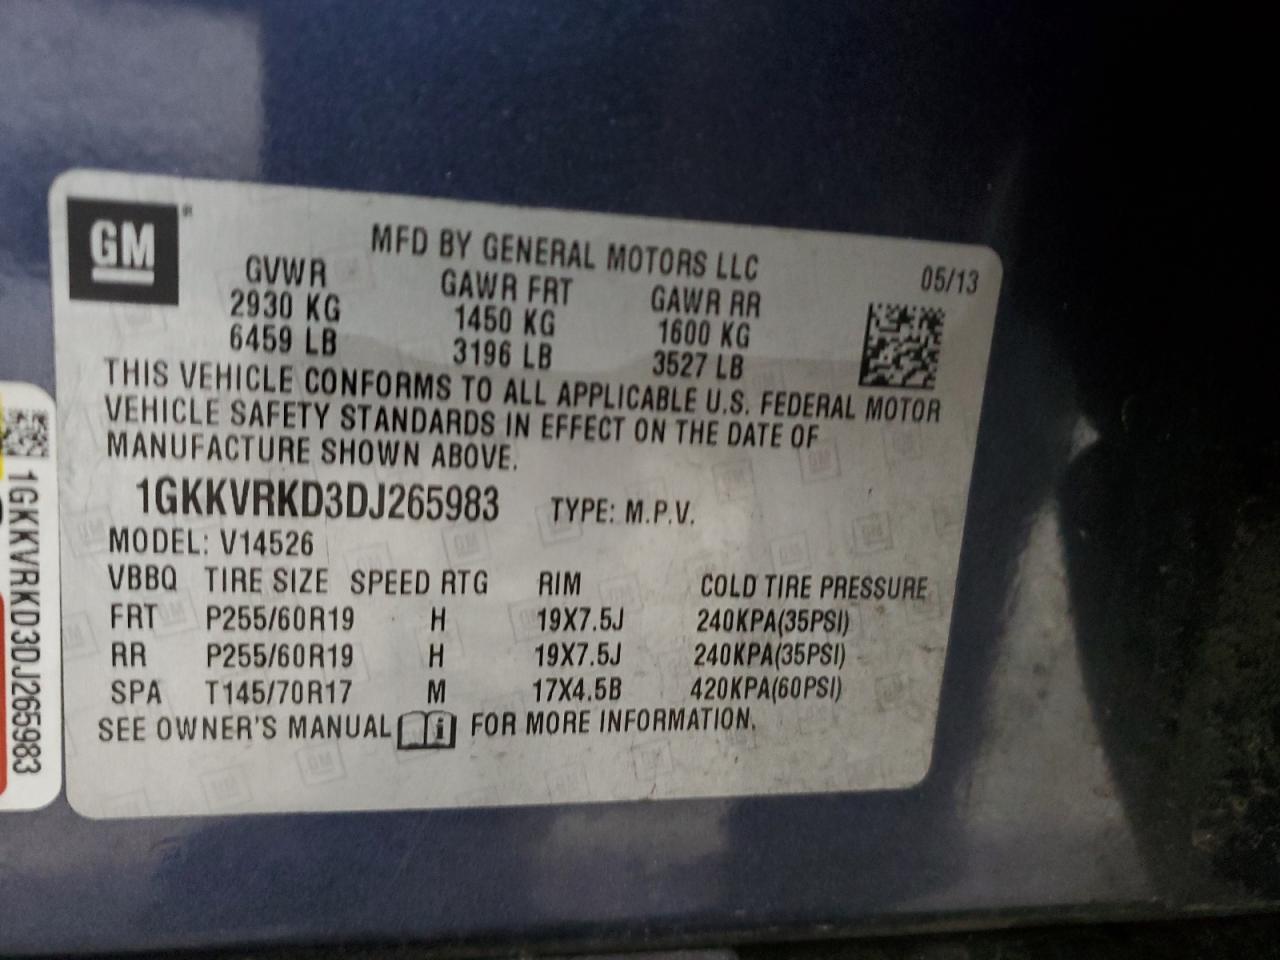 GM
MFD BY GENERAL MOTORS LLC
05/13
GVWR GAWR FRT GAWR RR
2930 KG 1450 KG 1600 KG
6459 LB 3196 LB 3527 LB
THIS VEHICLE CONFORMS TO ALL APPLICABLE U.S. FEDERAL MOTOR
VEHICLE SAFETY STANDARDS IN EFFECT ON THE DATE OF
MANUFACTURE SHOWN ABOVE.
1GKKVRKD3DJ265983 TYPE: M.P.V.
MODEL: V14526
VBBQ TIRE SIZE SPEED RTG RIM COLD TIRE PRESSURE
FRT P255/60R19 H 19X7.5J 240KPA(35PSI)
RR P255/60R19 H 19X7.5J 240KPA(35PSI)
SPA T145/70R17 M 17X4.5B 420KPA(60PSI)
SEE OWNER'S MANUAL i FOR MORE INFORMATION.
1GKKVRKD3DJ265983